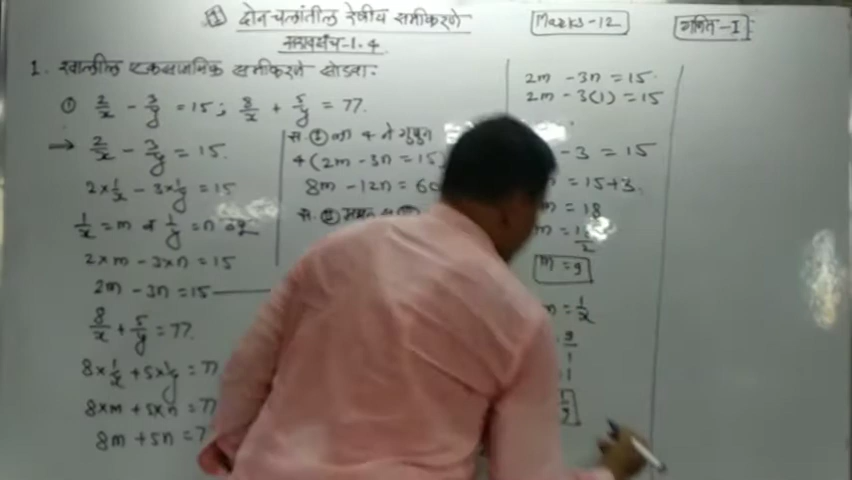 1 दोन चलांतील रेषीय समीकरणे
Marks-12
गणित-I
सरावसंच-1.4
1. खालील एकसामयिक समीकरणे सोडवा:
① 2/x - 3/y = 15 ; 8/x + 5/y = 77.
→ 2/x - 3/y = 15.
2×1/x - 3×1/y = 15
1/x = m व 1/y = n
2×m - 3×n = 15
2m - 3n = 15
8/x + 5/y = 77.
8×1/x + 5×1/y = 77
8×m + 5×n = 77
8m + 5n = 7
स. ① ला 4 ने गुणून
4(2m - 3n = 15)
8m - 12n = 60
2m - 3n = 15.
2m - 3(1) = 15
- 3 = 15
= 15+3.
m = 18
m = 9
= 1/x
9
1
1